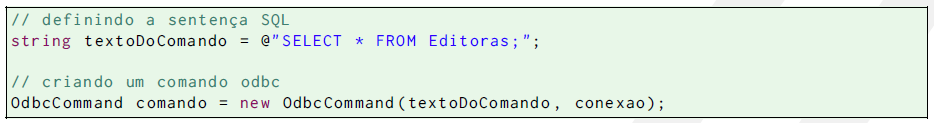 // definindo a sentença SQL
string textoDoComando = @"SELECT * FROM Editoras;";
// criando um comando odbc
OdbcCommand comando = new OdbcCommand(textoDoComando, conexao);